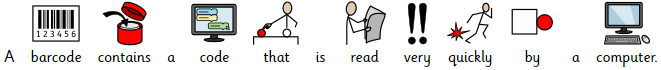 123456
A barcode contains a code that is read very quickly by a computer.